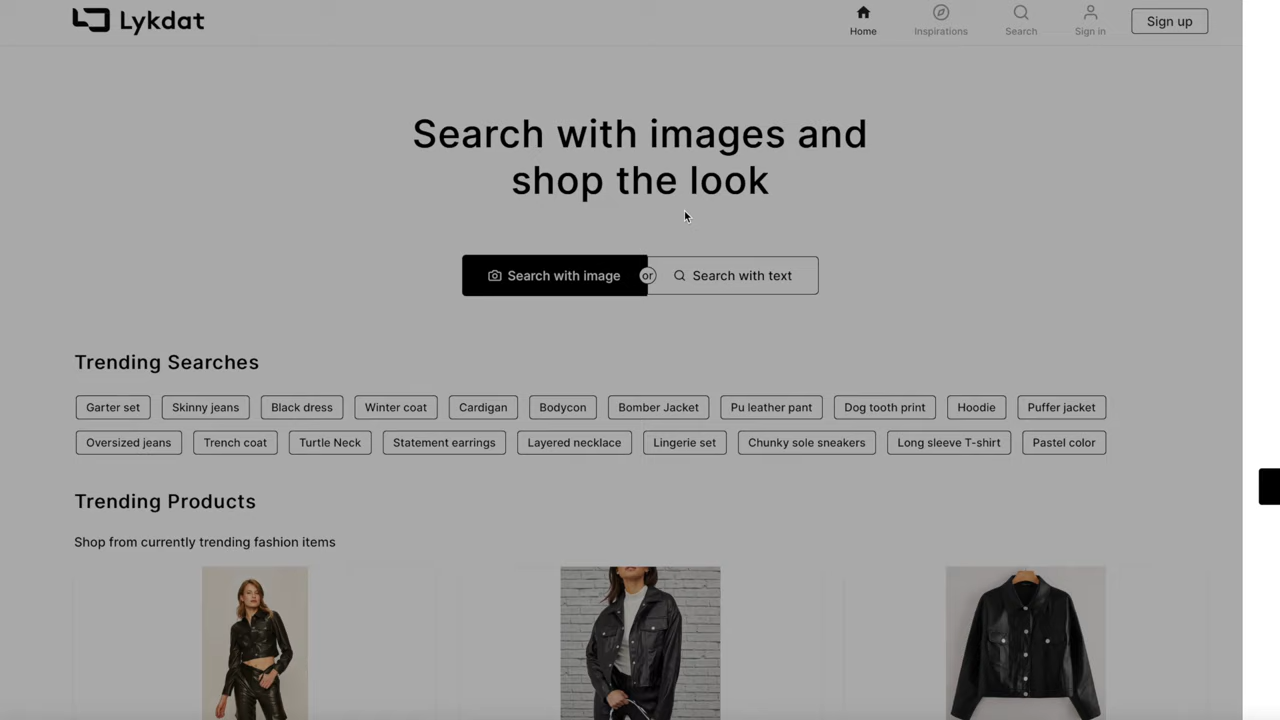 Lykdat
Home
Inspirations
Search
Sign in
Sign up
Search with images and
shop the look
Search with image
or
Search with text
Trending Searches
Garter set
Skinny jeans
Black dress
Winter coat
Cardigan
Bodycon
Bomber Jacket
Pu leather pant
Dog tooth print
Hoodie
Puffer jacket
Oversized jeans
Trench coat
Turtle Neck
Statement earrings
Layered necklace
Lingerie set
Chunky sole sneakers
Long sleeve T-shirt
Pastel color
Trending Products
Shop from currently trending fashion items